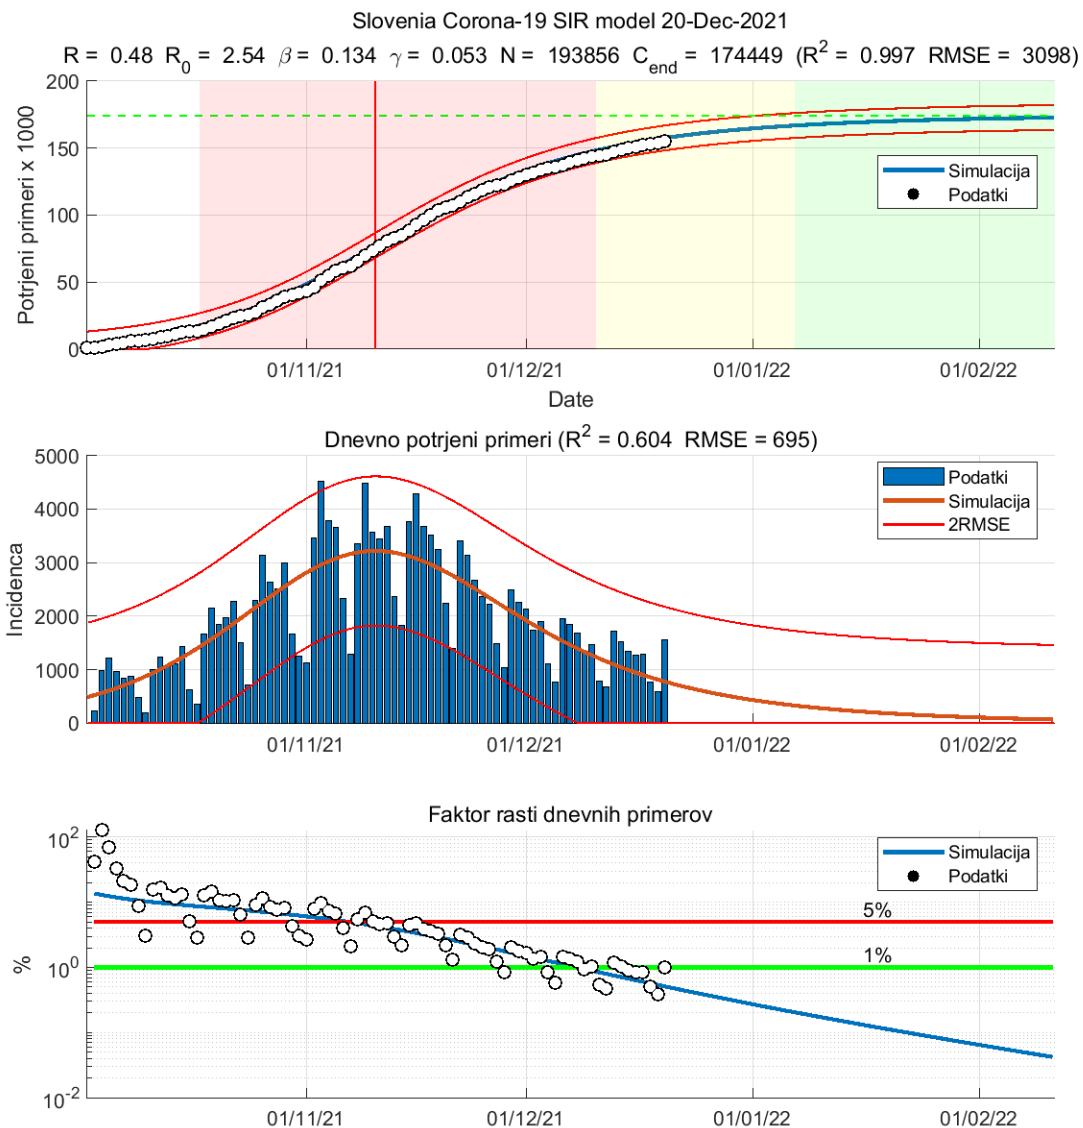 Slovenia Corona-19 SIR model 20-Dec-2021
R = 0.48 R0 = 2.54 β = 0.134 γ = 0.053 N = 193856 Cend = 174449 (R2 = 0.997 RMSE = 3098)
200
150
100
50
0
Potrjeni primeri x 1000
Simulacija
Podatki
01/11/21 01/12/21 01/01/22 01/02/22
Date
Dnevno potrjeni primeri (R2 = 0.604 RMSE = 695)
5000
4000
3000
2000
1000
0
Incidenca
Podatki
Simulacija
2RMSE
01/11/21 01/12/21 01/01/22 01/02/22
Faktor rasti dnevnih primerov
10^2
10^0
10^-2
%
Simulacija
Podatki
5%
1%
01/11/21 01/12/21 01/01/22 01/02/22